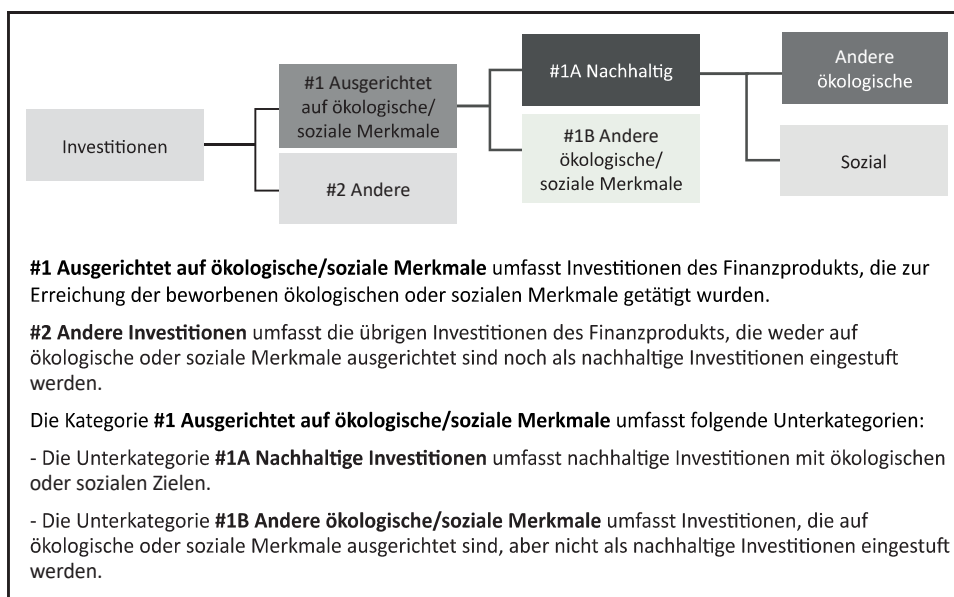 Investitionen
#1 Ausgerichtet
auf ökologische/
soziale Merkmale
#2 Andere
#1A Nachhaltig
#1B Andere
ökologische/
soziale Merkmale
Andere
ökologische
Sozial
#1 Ausgerichtet auf ökologische/soziale Merkmale umfasst Investitionen des Finanzprodukts, die zur
Erreichung der beworbenen ökologischen oder sozialen Merkmale getätigt wurden.
#2 Andere Investitionen umfasst die übrigen Investitionen des Finanzprodukts, die weder auf
ökologische oder soziale Merkmale ausgerichtet sind noch als nachhaltige Investitionen eingestuft
werden.
Die Kategorie #1 Ausgerichtet auf ökologische/soziale Merkmale umfasst folgende Unterkategorien:
- Die Unterkategorie #1A Nachhaltige Investitionen umfasst nachhaltige Investitionen mit ökologischen
oder sozialen Zielen.
- Die Unterkategorie #1B Andere ökologische/soziale Merkmale umfasst Investitionen, die auf
ökologische oder soziale Merkmale ausgerichtet sind, aber nicht als nachhaltige Investitionen eingestuft
werden.